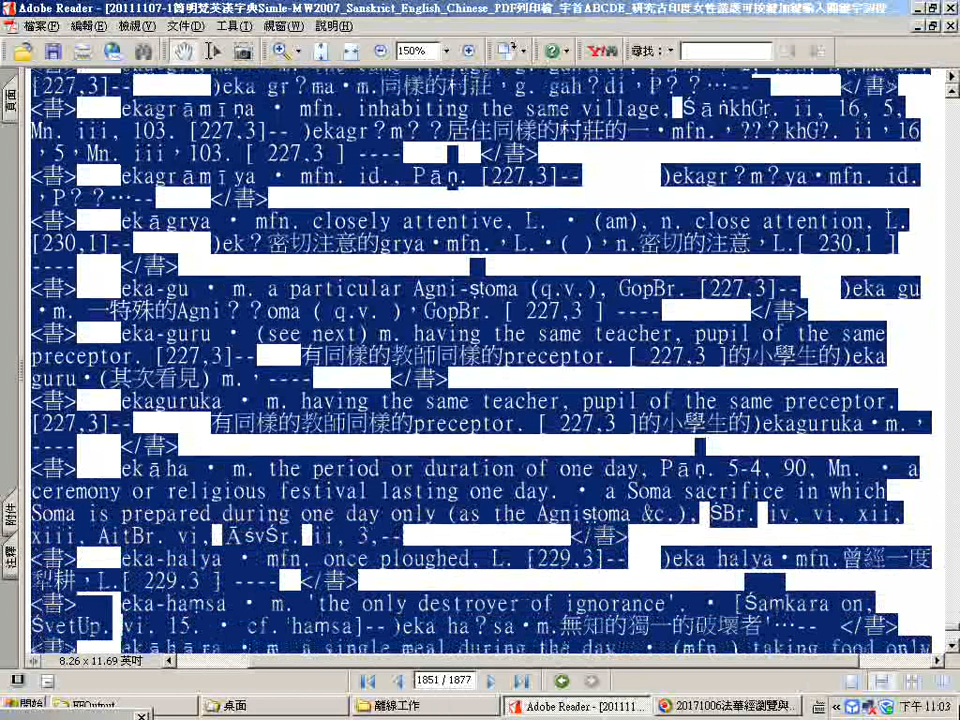 Adobe Reader - [20111107-1簡明梵英漢字典Simle-MW2007_Sanskrit_English_Chinese_PDF列印檔_字首ABCDE_研究古印度女性議題可按鍵輸入關鍵字詞搜
檔案(F) 編輯(E) 檢視(V) 文件(D) 工具(T) 視窗(W) 說明(H)
150% 尋找:
[227,3]-- )ekagr?ma•m.同樣的村莊，g. gah?di, P??…-- </書>
<書> ekagrāmīṇa • mfn. inhabiting the same village, ŚāṅkhGṛ. ii, 16, 5,
Mn. iii, 103. [227.3]-- )ekagr?m??居住同樣的村莊的一•mfn.，???khG?. ii，16
，5，Mn. iii，103. [ 227.3 ] ---- </書>
<書> ekagrāmīya • mfn. id., Pāṇ. [227,3]-- )ekagr?m?ya•mfn. id.
，P??…-- </書>
<書> ekāgrya • mfn. closely attentive, L. • (am), n. close attention, L.
[230,1]-- )ek?密切注意的grya•mfn.，L.•( )，n.密切的注意，L.[ 230,1 ]
---- </書>
<書> eka-gu • m. a particular Agni-ṣṭoma (q.v.), GopBr. [227,3]-- )eka gu
•m. 一特殊的Agni??oma ( q.v. )，GopBr. [ 227,3 ] ---- </書>
<書> eka-guru • (see next) m. having the same teacher, pupil of the same
preceptor. [227,3]-- 有同樣的教師同樣的preceptor. [ 227.3 ]的小學生的)eka
guru•(其次看見) m.，---- </書>
<書> ekaguruka • m. having the same teacher, pupil of the same preceptor.
[227,3]-- 有同樣的教師同樣的preceptor. [ 227,3 ]的小學生的)ekaguruka•m.，
---- </書>
<書> ekāha • m. the period or duration of one day, Pāṇ. 5-4, 90, Mn. • a
ceremony or religious festival lasting one day. • a Soma sacrifice in which
Soma is prepared during one day only (as the Agniṣṭoma &c.), ŚBr. iv, vi, xii,
xiii, AitBr. vi, ĀśvŚr. ii, 3,-- </書>
<書> eka-halya • mfn. once ploughed, L. [229,3]-- )eka halya•mfn.曾經一度
犁耕，L.[ 229.3 ] ---- </書>
<書> eka-haṃsa • m. 'the only destroyer of ignorance'. • [Śaṃkara on,
ŚvetUp. vi. 15. • cf. haṃsa]-- )eka ha?sa•m.無知的獨一的破壞者'…-- </書>
<書> ekāhāra • m. a single meal during the day. • (mfn.) taking food only
頁面
附件
註釋
8.26 x 11.69 英吋
1851 / 1877
開始 FFOutput 桌面 離線工作 Adobe Reader - [201111... 20171006法華經瀏覽與... 下午 11:03